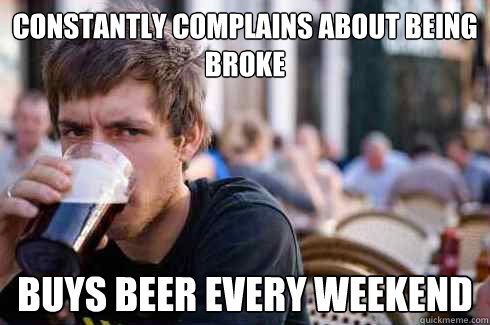 CONSTANTLY COMPLAINS ABOUT BEING
BROKE
BUYS BEER EVERY WEEKEND
quickmeme.com